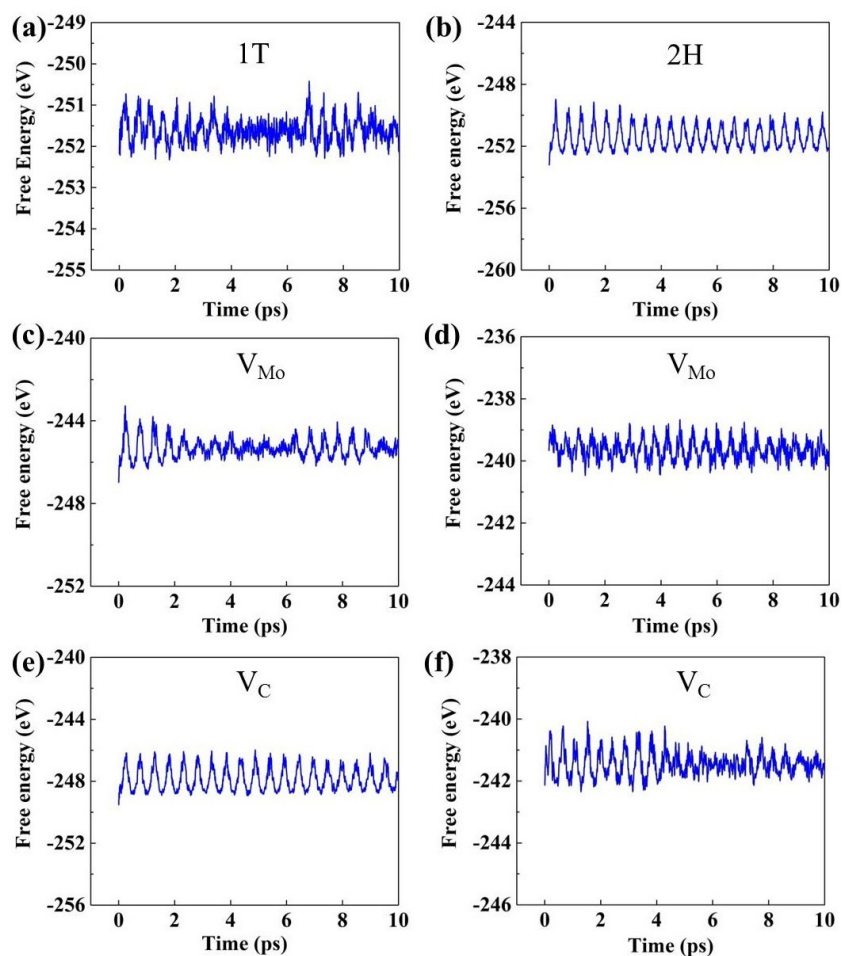 (a)
1T
Free Energy (eV)
-249
-250
-251
-252
-253
-254
-255
0 2 4 6 8 10
Time (ps)
(b)
2H
Free energy (eV)
-244
-248
-252
-256
-260
0 2 4 6 8 10
Time (ps)
(c)
VMo
Free energy (eV)
-240
-244
-248
-252
0 2 4 6 8 10
Time (ps)
(d)
VMo
Free energy (eV)
-236
-238
-240
-242
-244
0 2 4 6 8 10
Time (ps)
(e)
VC
Free energy (eV)
-240
-244
-248
-252
-256
0 2 4 6 8 10
Time (ps)
(f)
VC
Free energy (eV)
-238
-240
-242
-244
-246
0 2 4 6 8 10
Time (ps)